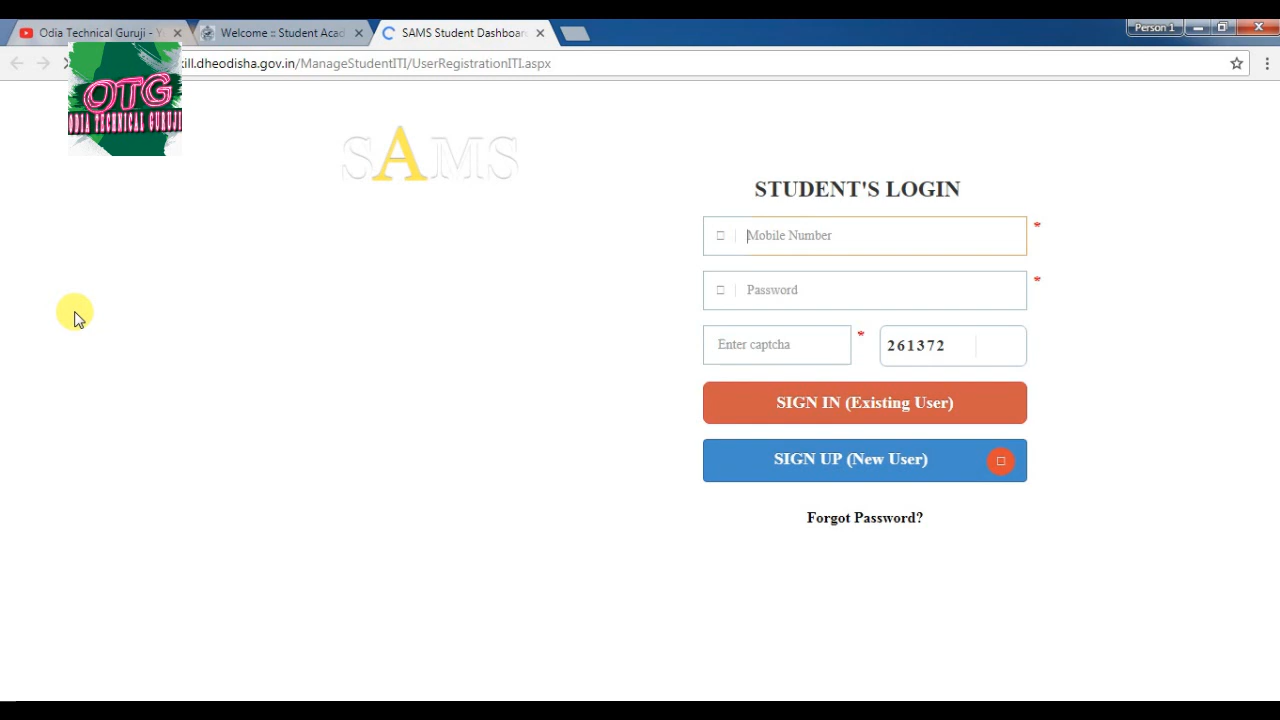 Odia Technical Guruji - Y
Welcome :: Student Acad
SAMS Student Dashboar
Person 1
ill.dheodisha.gov.in/ManageStudentITI/UserRegistrationITI.aspx
OTG
ODIA TECHNICAL GURUJI
SAMS
STUDENT'S LOGIN
Mobile Number *
Password *
Enter captcha * 261372
SIGN IN (Existing User)
SIGN UP (New User)
Forgot Password?